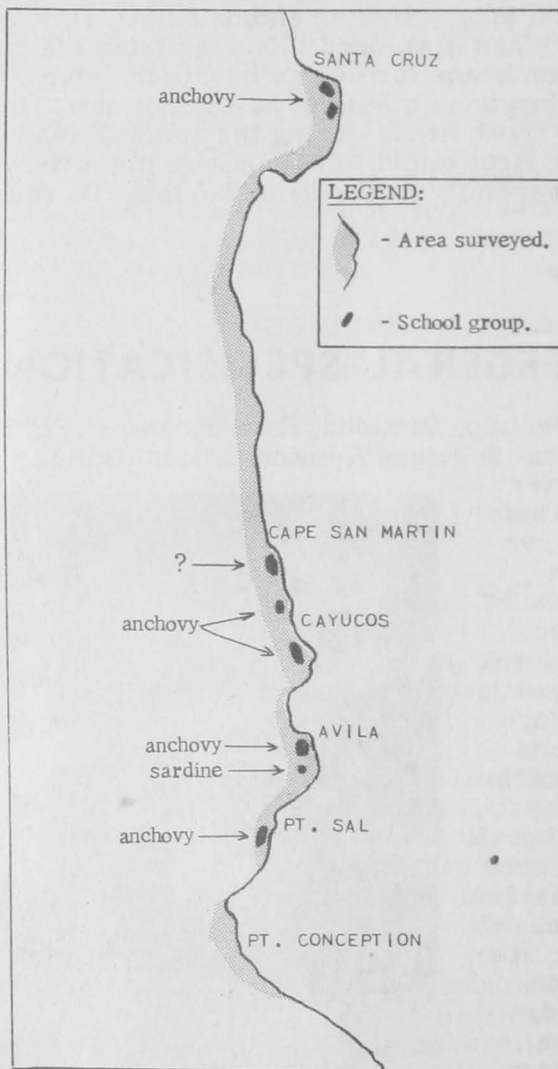 SANTA CRUZ
anchovy
LEGEND:
- Area surveyed.
- School group.
CAPE SAN MARTIN
?
anchovy
CAYUCOS
AVILA
anchovy
sardine
anchovy
PT. SAL
PT. CONCEPTION